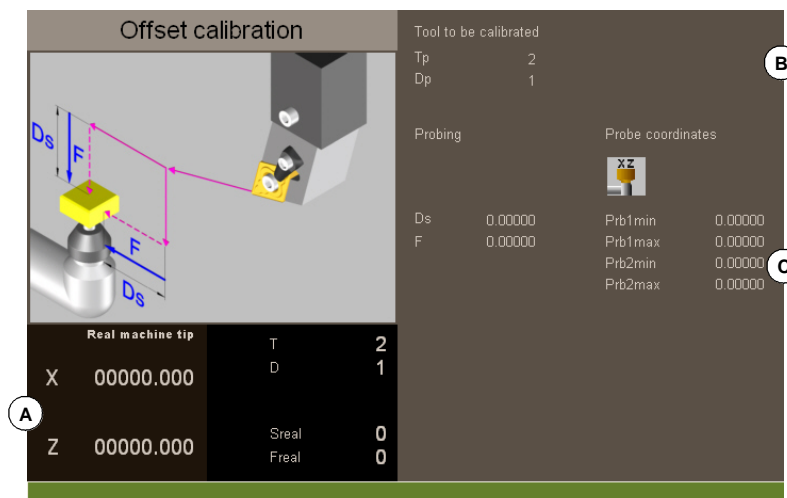 Offset calibration
Ds
F
F
Ds
Real machine tip
X 00000.000
Z 00000.000
A
T 2
D 1
Sreal 0
Freal 0
Tool to be calibrated
Tp 2
Dp 1
B
Probing
Ds 0.00000
F 0.00000
Probe coordinates
XZ
Prb1min 0.00000
Prb1max 0.00000
Prb2min 0.00000
Prb2max 0.00000
C